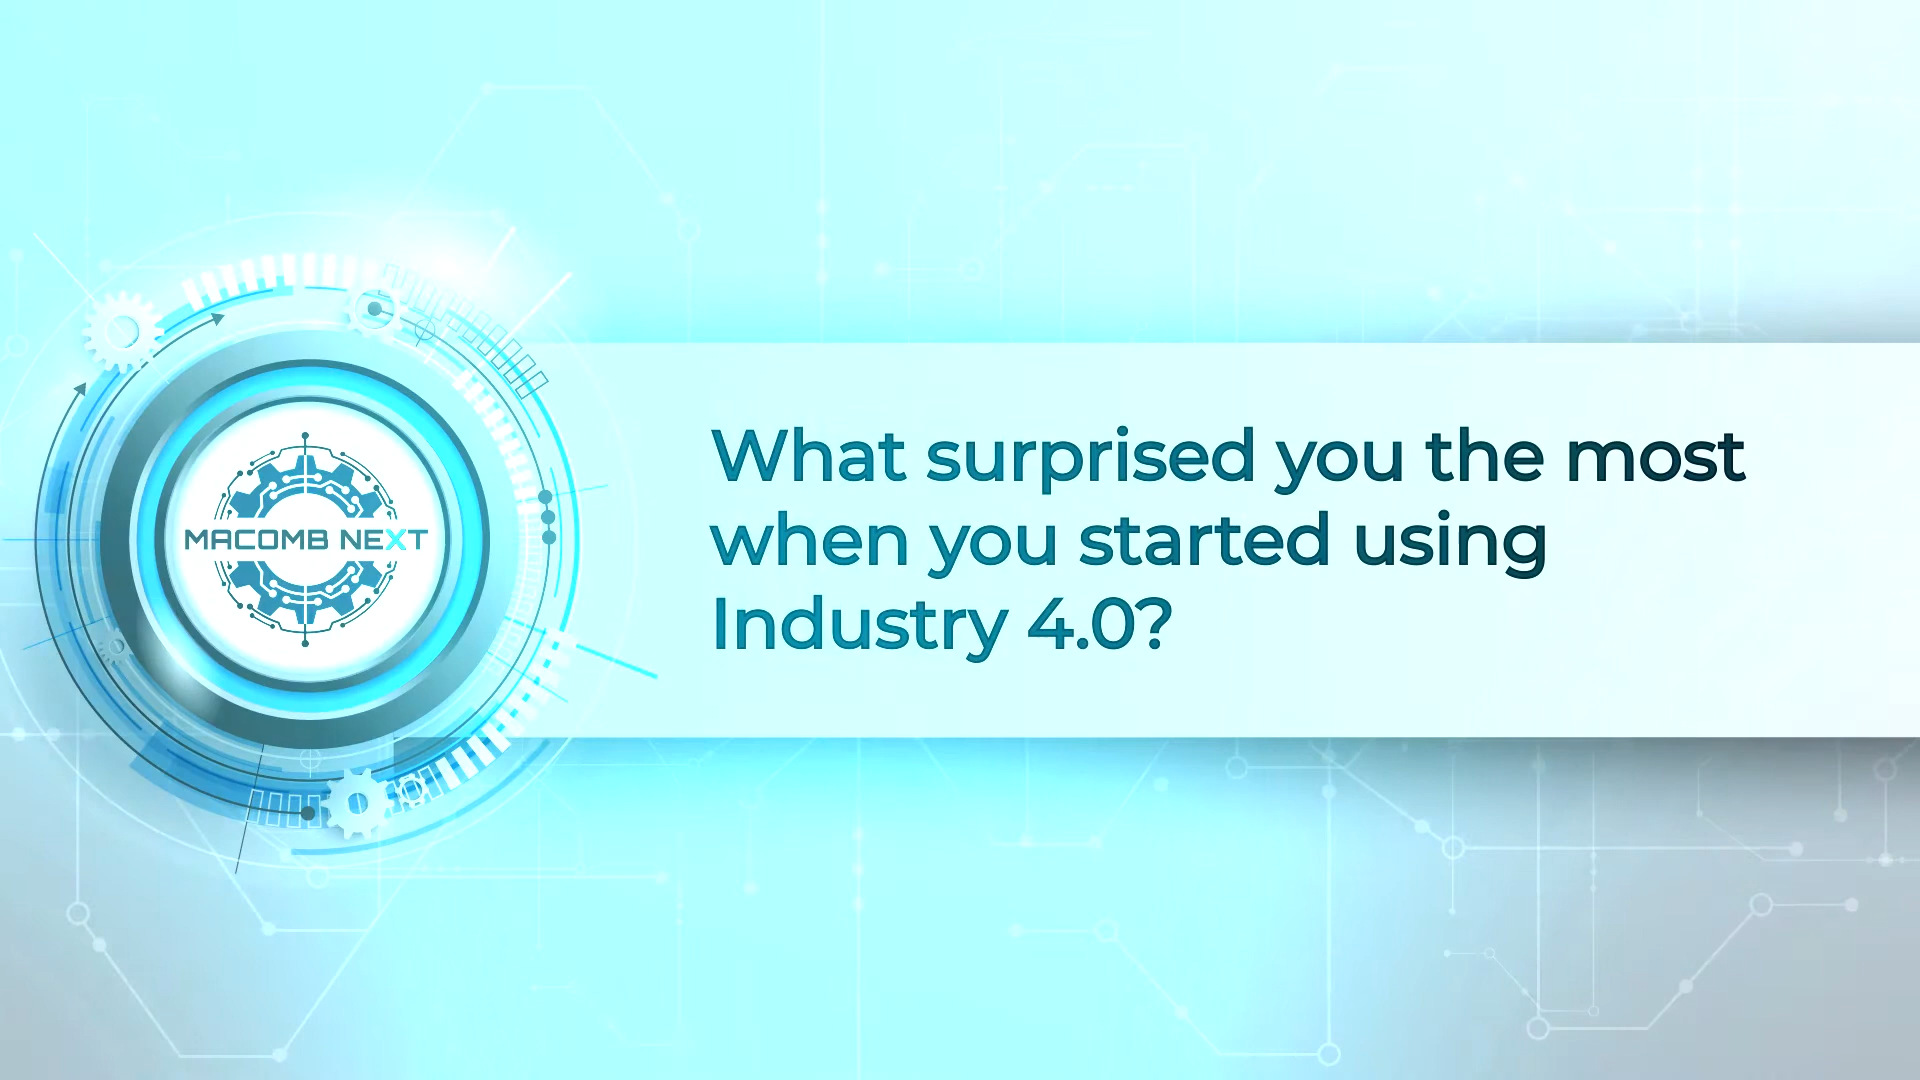 MACOMB NEXT
What surprised you the most
when you started using
Industry 4.0?